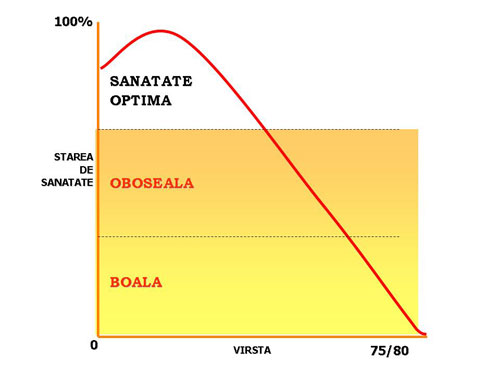 100%
SANATATE
OPTIMA
STAREA
DE
SANATATE
OBOSEALA
BOALA
0
VIRSTA
75/80